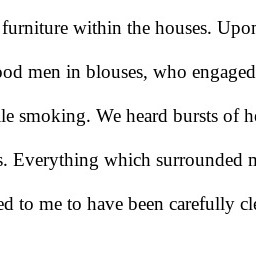 furniture within the houses. Upon
men in blouses, who engaged
smoking. We heard bursts of
Everything which surrounded
to me to have been carefully